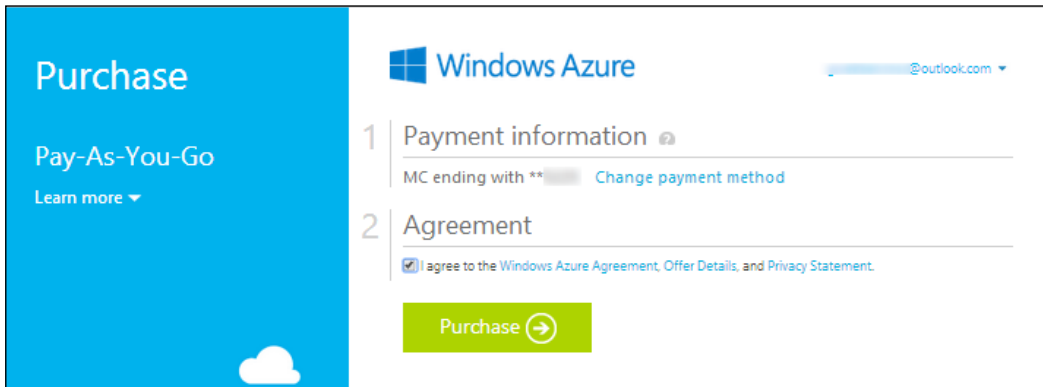 Purchase
Pay-As-You-Go
Learn more
Windows Azure
@outlook.com
1 Payment information ?
MC ending with ** Change payment method
2 Agreement
I agree to the Windows Azure Agreement, Offer Details, and Privacy Statement.
Purchase